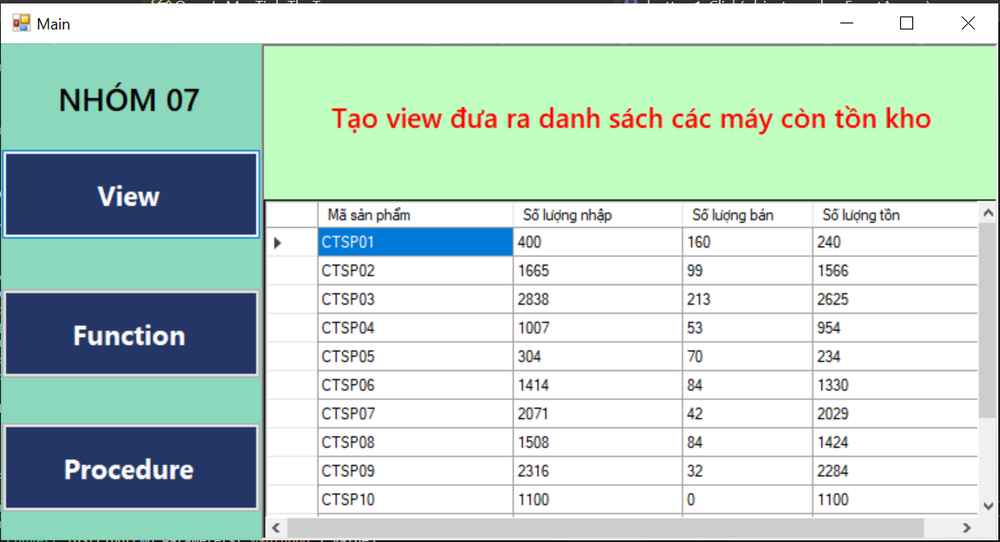 Main
NHÓM 07
View
Function
Procedure
Tạo view đưa ra danh sách các máy còn tồn kho
Mã sản phẩm Số lượng nhập Số lượng bán Số lượng tồn
CTSP01 400 160 240
CTSP02 1665 99 1566
CTSP03 2838 213 2625
CTSP04 1007 53 954
CTSP05 304 70 234
CTSP06 1414 84 1330
CTSP07 2071 42 2029
CTSP08 1508 84 1424
CTSP09 2316 32 2284
CTSP10 1100 0 1100